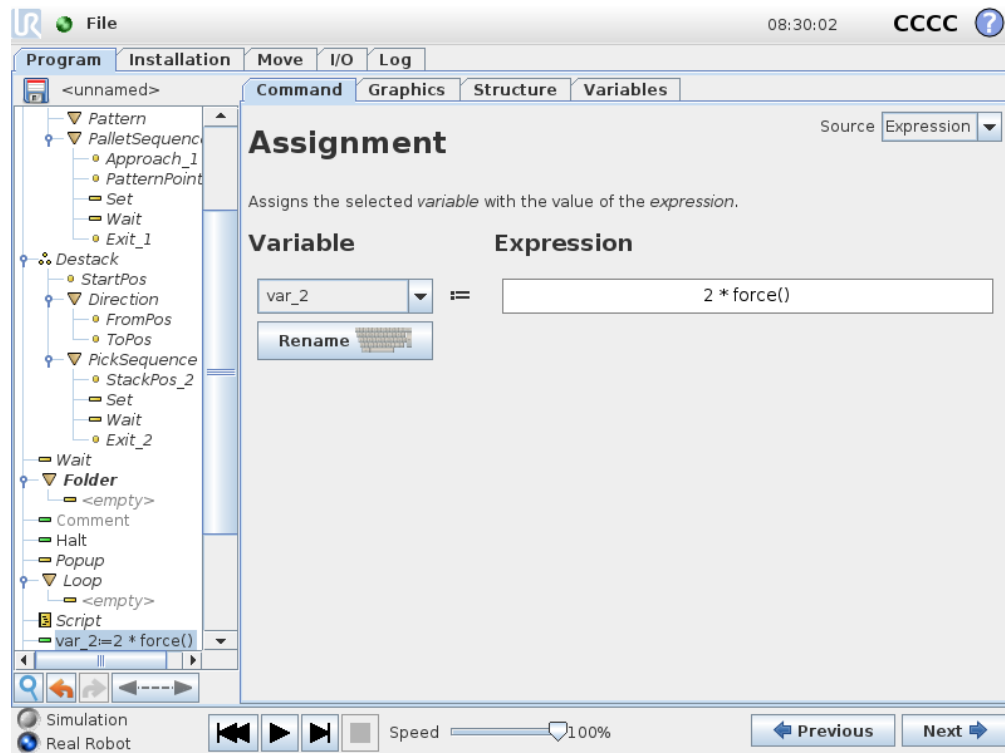 UR File 08:30:02 CCCC ?
Program Installation Move I/O Log
<unnamed> Command Graphics Structure Variables
Pattern
PalletSequenc
Approach_1
PatternPoint
Set
Wait
Exit_1
Destack
StartPos
Direction
FromPos
ToPos
PickSequence
StackPos_2
Set
Wait
Exit_2
Wait
Folder
<empty>
Comment
Halt
Popup
Loop
<empty>
Script
var_2:=2 * force()
Assignment
Source Expression
Assigns the selected variable with the value of the expression.
Variable Expression
var_2 := 2 * force()
Rename
Simulation
Real Robot
Speed 100%
Previous Next